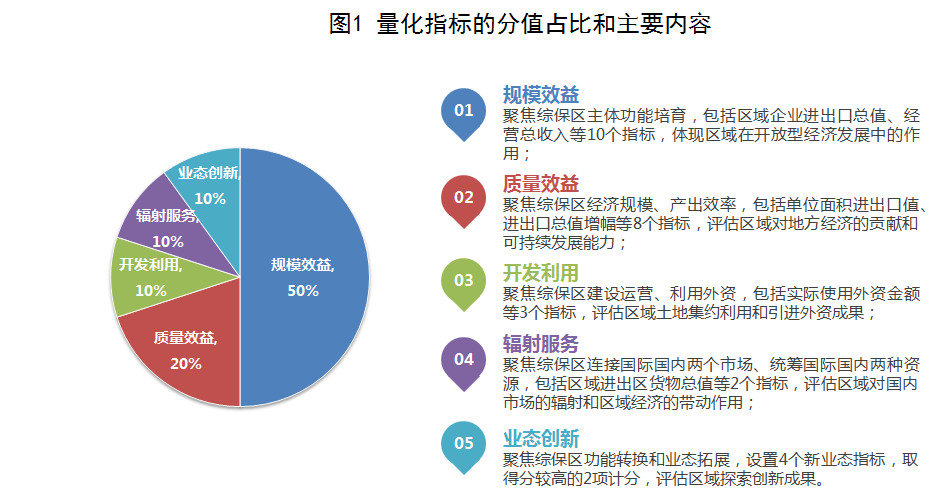 图1 量化指标的分值占比和主要内容
业态创新,
10%
辐射服务,
10%
开发利用,
10%
规模效益,
50%
质量效益,
20%
01
规模效益
聚焦综保区主体功能培育，包括区域企业进出口总值、经
营总收入等10个指标，体现区域在开放型经济发展中的作
用；
02
质量效益
聚焦综保区经济规模、产出效率，包括单位面积进出口值、
进出口总值增幅等8个指标，评估区域对地方经济的贡献和
可持续发展能力；
03
开发利用
聚焦综保区建设运营、利用外资，包括实际使用外资金额
等3个指标，评估区域土地集约利用和引进外资成果；
04
辐射服务
聚焦综保区连接国际国内两个市场、统筹国际国内两种资
源，包括区域进出区货物总值等2个指标，评估区域对国内
市场的辐射和区域经济的带动作用；
05
业态创新
聚焦综保区功能转换和业态拓展，设置4个新业态指标，取
得分较高的2项计分，评估区域探索创新成果。